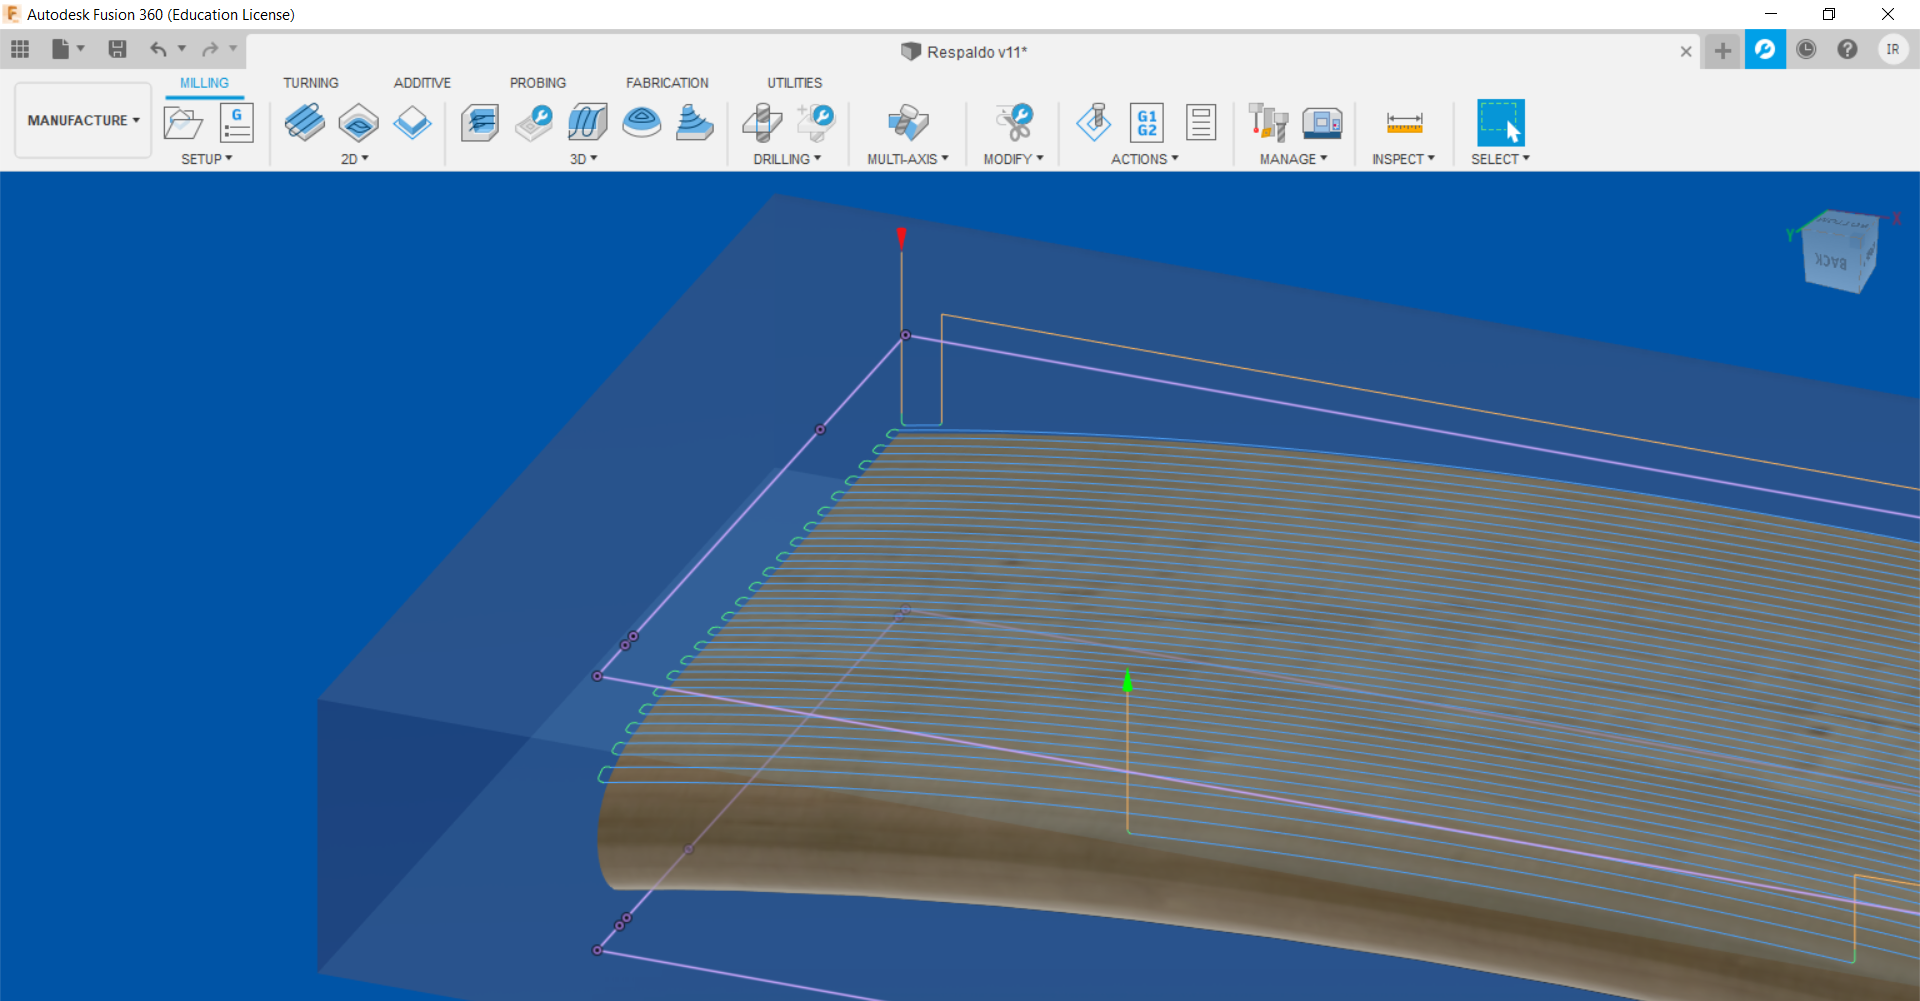 Autodesk Fusion 360 (Education License)
Respaldo v11*
IR
MILLING TURNING ADDITIVE PROBING FABRICATION UTILITIES
MANUFACTURE
G
G1
G2
SETUP 2D 3D DRILLING MULTI-AXIS MODIFY ACTIONS MANAGE INSPECT SELECT
X
Y
BACK